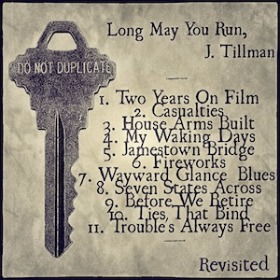 Long May You Run,
J. Tillman
DO NOT DUPLICATE
1. Two Years On Film
2. Casualties
3. House Arms Built
4. My Waking Days
5. Jamestown Bridge
6. Fireworks
7. Wayward Glance Blues
8. Seven States Across
9. Before We Retire
10. Ties That Bind
11. Trouble's Always Free
Revisited